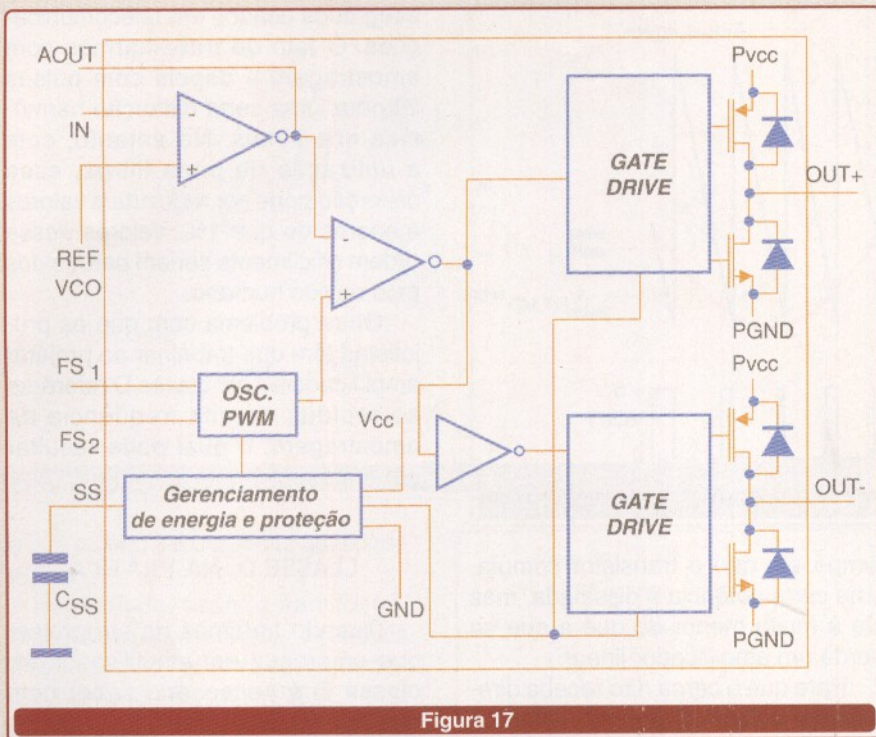 AOUT
IN
REF
VCO
FS1
FS2
SS
CSS
OSC.
PWM
Vcc
Gerenciamento
de energia e proteção
GND
GATE
DRIVE
Pvcc
OUT+
PGND
Pvcc
GATE
DRIVE
OUT-
PGND
Figura 17